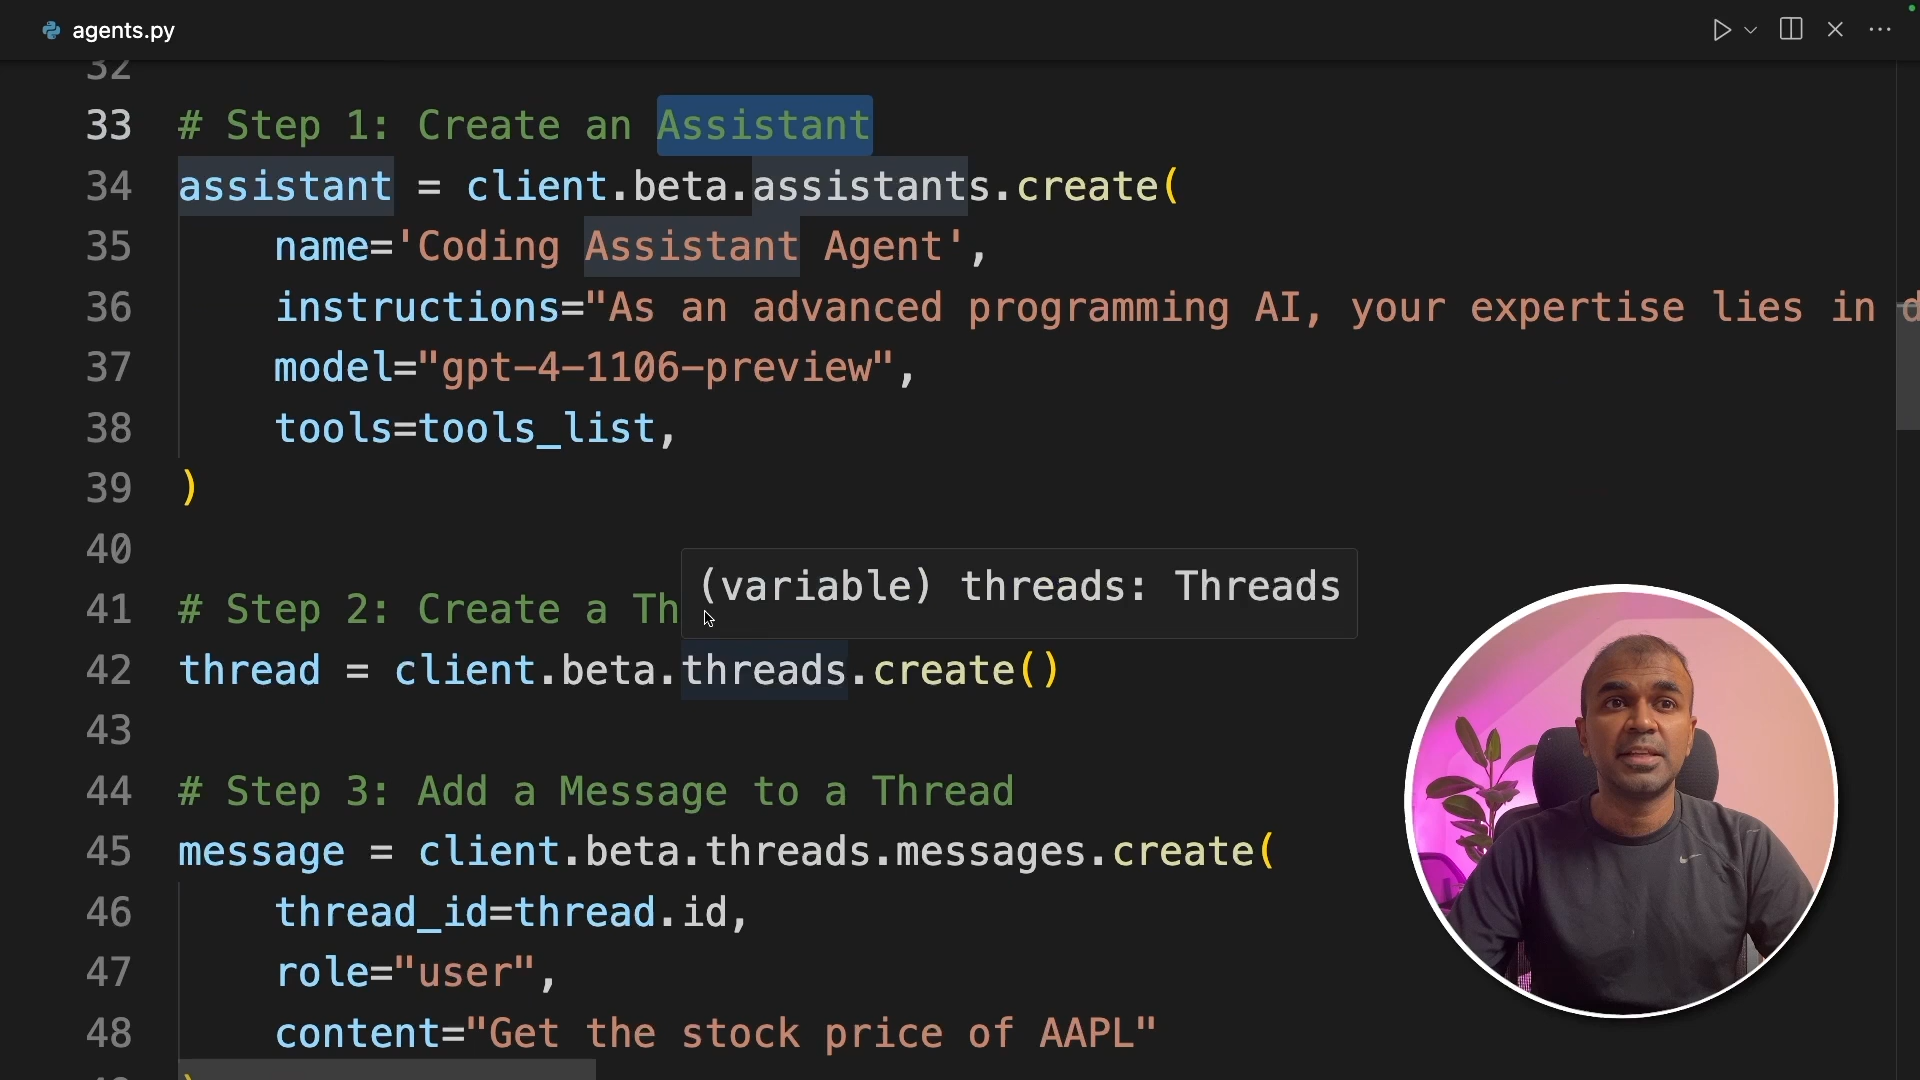 agents.py
32
33 # Step 1: Create an Assistant
34 assistant = client.beta.assistants.create(
35 name='Coding Assistant Agent',
36 instructions="As an advanced programming AI, your expertise lies in d
37 model="gpt-4-1106-preview",
38 tools=tools_list,
39 )
40
(variable) threads: Threads
41 # Step 2: Create a Th
42 thread = client.beta.threads.create()
43
44 # Step 3: Add a Message to a Thread
45 message = client.beta.threads.messages.create(
46 thread_id=thread.id,
47 role="user",
48 content="Get the stock price of AAPL"